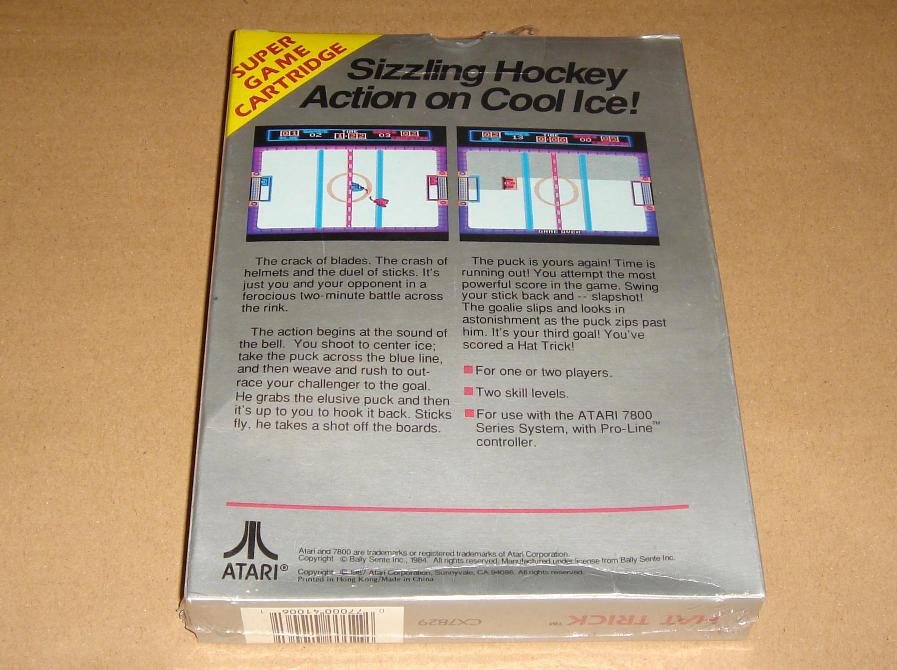 SUPER
GAME
CARTRIDGE
Sizzling Hockey
Action on Cool Ice!
GAME OVER
The crack of blades. The crash of
helmets and the duel of sticks. It's
just you and your opponent in a
ferocious two-minute battle across
the rink.
The action begins at the sound of
the bell. You shoot to center ice;
take the puck across the blue line,
and then weave and rush to out-
race your challenger to the goal.
He grabs the elusive puck and then
it's up to you to hook it back. Sticks
fly, he takes a shot off the boards.
The puck is yours again! Time is
running out! You attempt the most
powerful score in the game. Swing
your stick back and -- slapshot!
The goalie slips and looks in
astonishment as the puck zips past
him. It's your third goal! You've
scored a Hat Trick!
For one or two players.
Two skill levels.
For use with the ATARI 7800
Series System, with Pro-Line™
controller.
ATARI®
Atari and 7800 are trademarks or registered trademarks of Atari Corporation.
Copyright © Bally Sente Inc., 1984. All rights reserved. Manufactured under license from Bally Sente Inc.
Copyright © 1987 Atari Corporation, Sunnyvale, CA 94086. All rights reserved.
Printed in Hong Kong/Made in China
0 77000 41006 1
CX7829
HAT TRICK™